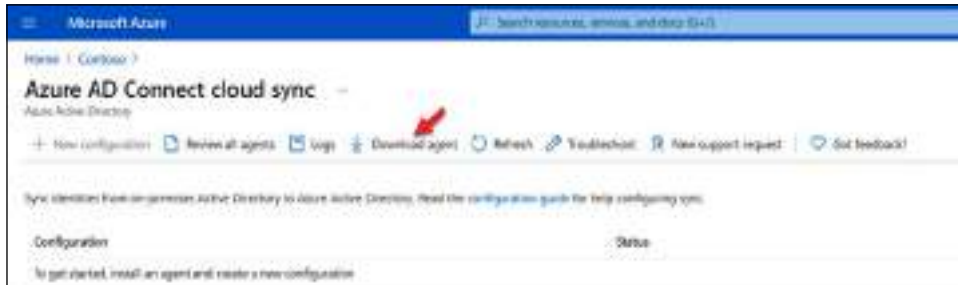 Microsoft Azure
Search resources, services, and docs (G+/)
Home > Contoso >
Azure AD Connect cloud sync ...
Azure Active Directory
+ New configuration Review all agents Logs Download agent Refresh Troubleshoot New support request Got feedback?
Sync identities from on-premises Active Directory to Azure Active Directory. Read the configuration guide for help configuring sync.
Configuration Status
To get started, install an agent and create a new configuration